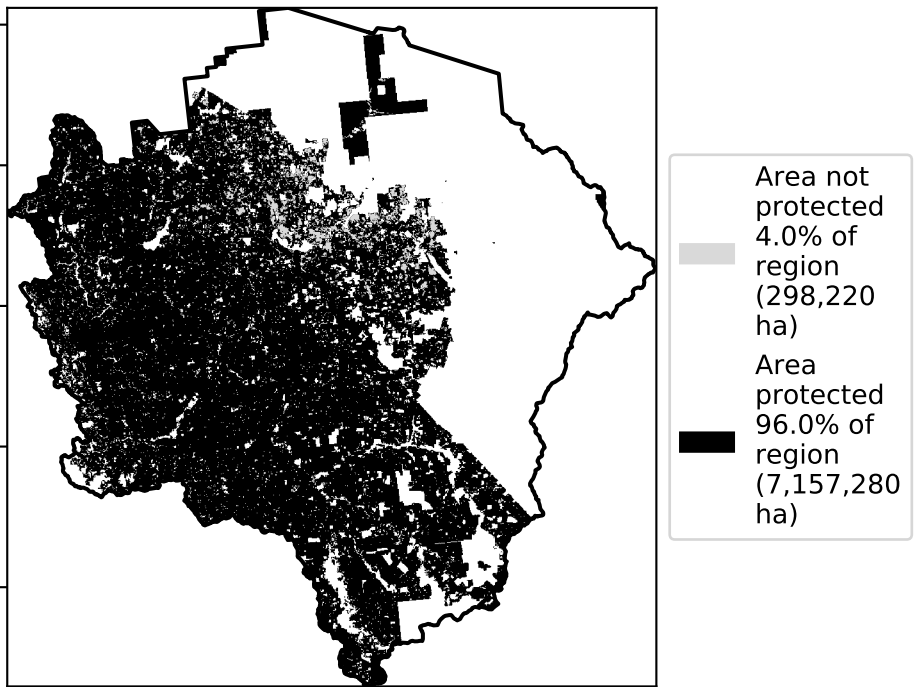 Area not
protected
4.0% of
region
(298,220
ha)
Area
protected
96.0% of
region
(7,157,280
ha)